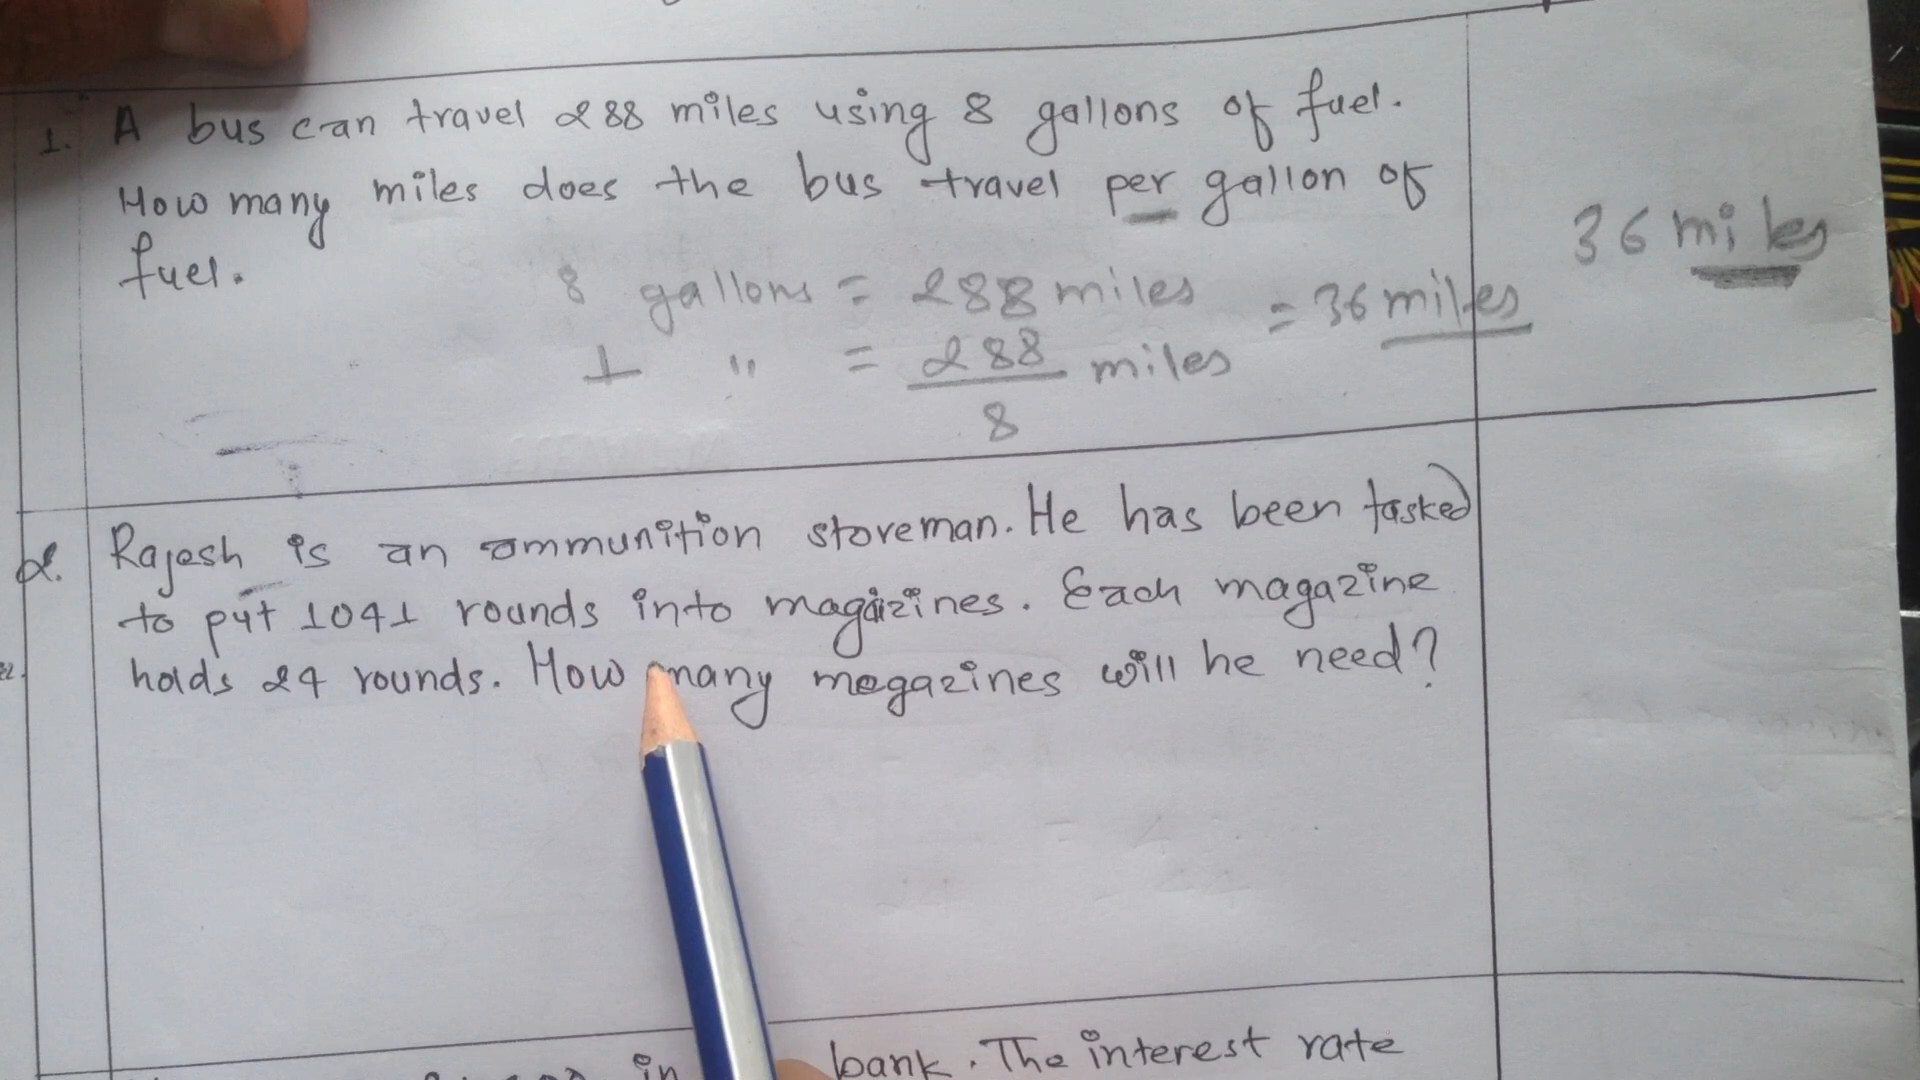 1. A bus can travel 288 miles using 8 gallons of fuel.
How many miles does the bus travel per gallon of
fuel.
8 gallons = 288 miles = 36 miles
1 " = 288 miles
8
36 miles
2. Rajesh is an ammunition storeman. He has been tasked
to put 1041 rounds into magazines. Each magazine
holds 24 rounds. How many megazines will he need?
in bank. The interest rate